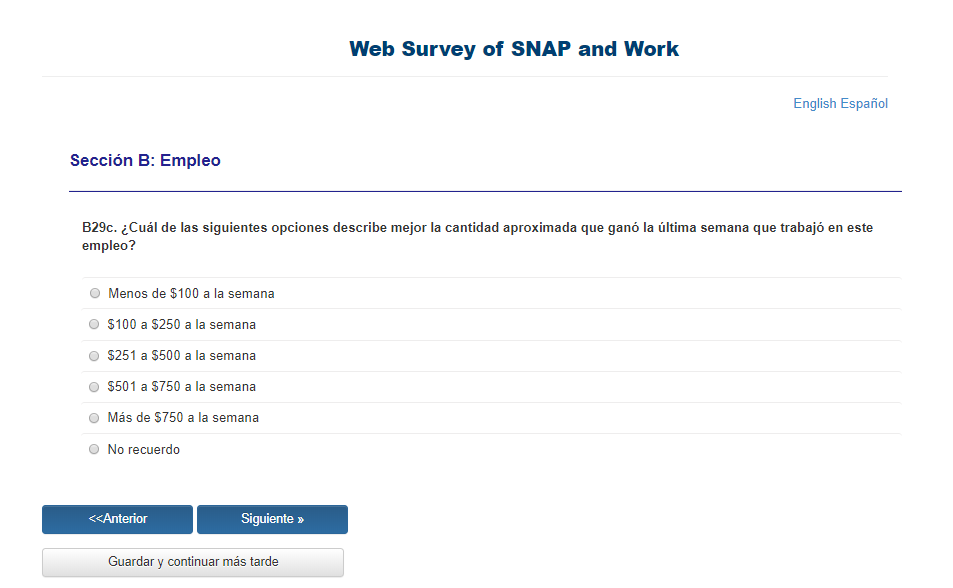 Web Survey of SNAP and Work
English Español
Sección B: Empleo
B29c. ¿Cuál de las siguientes opciones describe mejor la cantidad aproximada que ganó la última semana que trabajó en este
empleo?
Menos de $100 a la semana
$100 a $250 a la semana
$251 a $500 a la semana
$501 a $750 a la semana
Más de $750 a la semana
No recuerdo
<<Anterior
Siguiente »
Guardar y continuar más tarde